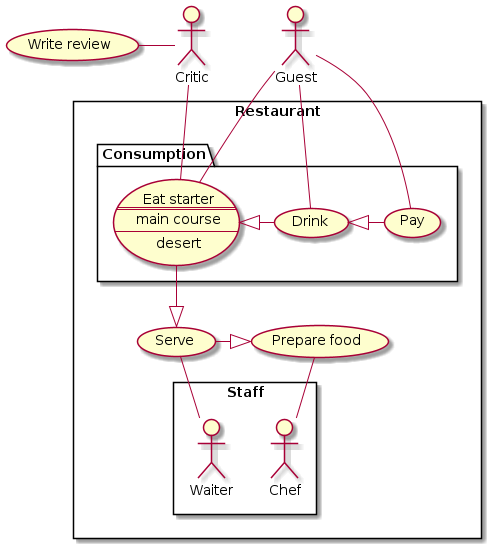 Write review
Critic
Guest
Restaurant
Consumption
Eat starter
main course
desert
Drink
Pay
Serve
Prepare food
Staff
Waiter
Chef